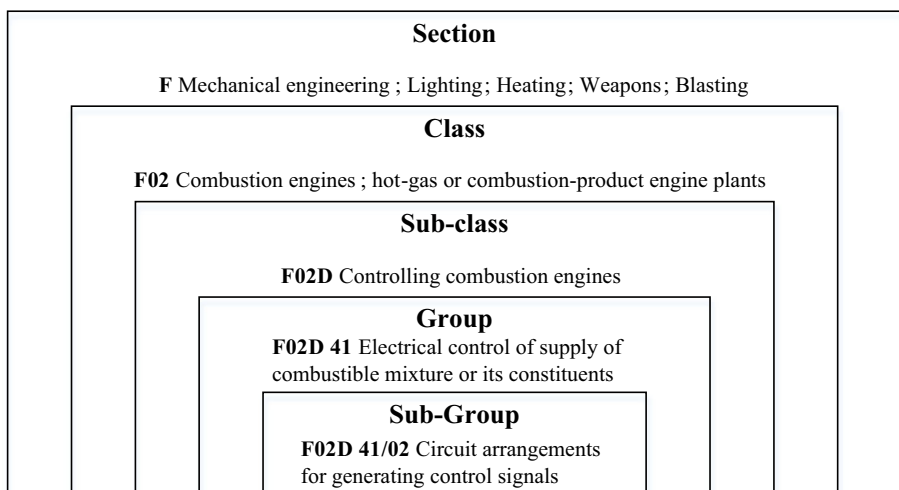 Section
F Mechanical engineering ; Lighting; Heating; Weapons; Blasting
Class
F02 Combustion engines ; hot-gas or combustion-product engine plants
Sub-class
F02D Controlling combustion engines
Group
F02D 41 Electrical control of supply of
combustible mixture or its constituents
Sub-Group
F02D 41/02 Circuit arrangements
for generating control signals